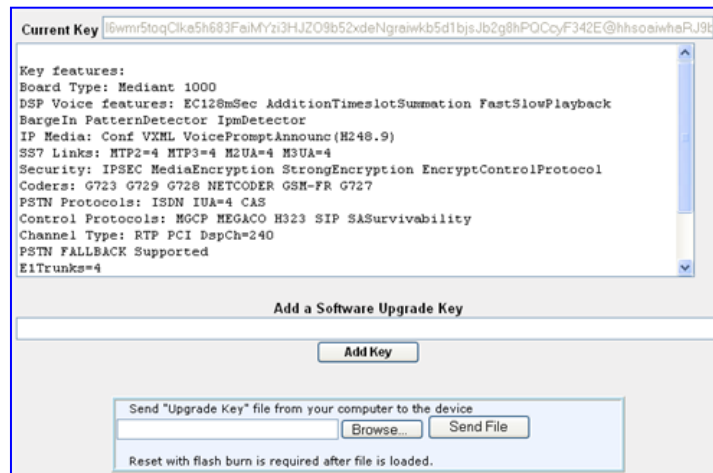 Current Key l6wmr5toqClka5h683FaiMYzi3HJZO9b52xdeNgraiwkb5d1bjsJb2g8hPQCcyF342E@hhsoaiwhaRJ9b
Key features:
Board Type: Mediant 1000
DSP Voice features: EC128mSec AdditionTimeslotSummation FastSlowPlayback
BargeIn PatternDetector IpmDetector
IP Media: Conf VXML VoicePromptAnnounc(H248.9)
SS7 Links: MTP2=4 MTP3=4 M2UA=4 M3UA=4
Security: IPSEC MediaEncryption StrongEncryption EncryptControlProtocol
Coders: G723 G729 G728 NETCODER GSM-FR G727
PSTN Protocols: ISDN IUA=4 CAS
Control Protocols: MGCP MEGACO H323 SIP SASurvivability
Channel Type: RTP PCI DspCh=240
PSTN FALLBACK Supported
E1Trunks=4
Add a Software Upgrade Key
Add Key
Send "Upgrade Key" file from your computer to the device
Browse... Send File
Reset with flash burn is required after file is loaded.